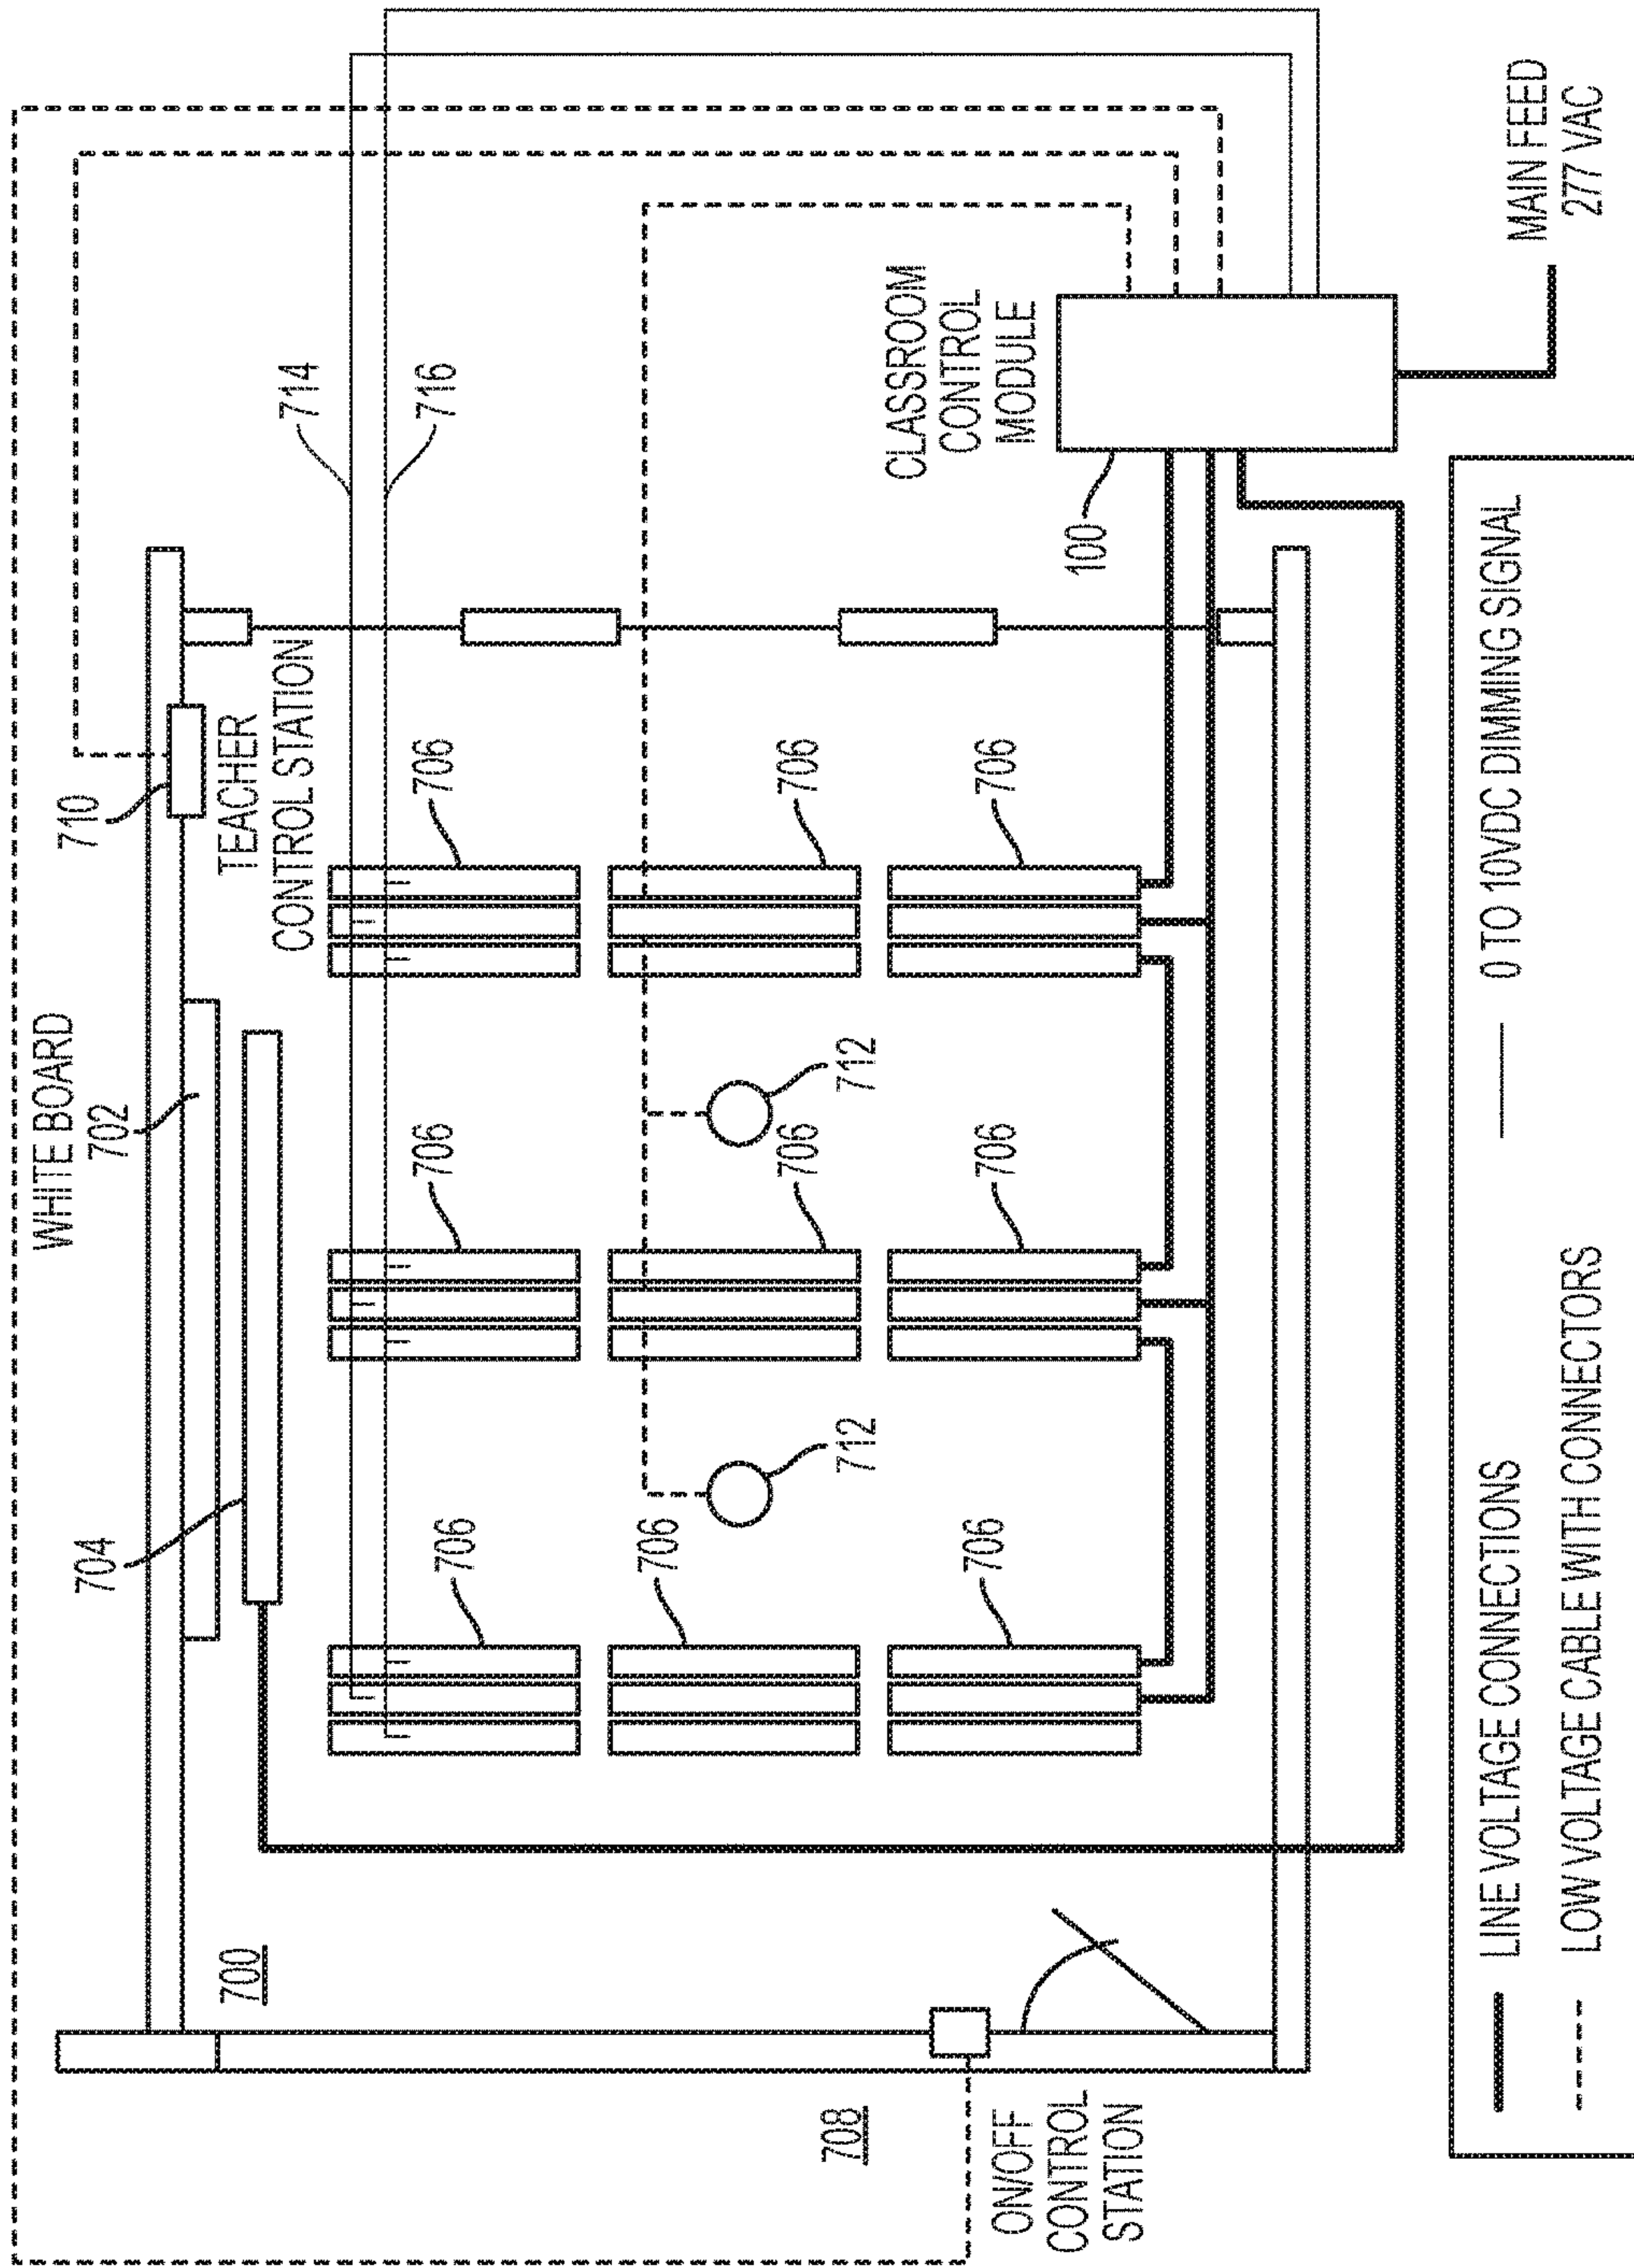 WHITE BOARD
702
704
710
TEACHER
CONTROL STATION
700
714
716
706
706
706
706
706
706
706
706
706
712
712
708
ON/OFF
CONTROL
STATION
CLASSROOM
CONTROL
MODULE
100
MAIN FEED
277 VAC
LINE VOLTAGE CONNECTIONS
0 TO 10VDC DIMMING SIGNAL
LOW VOLTAGE CABLE WITH CONNECTORS